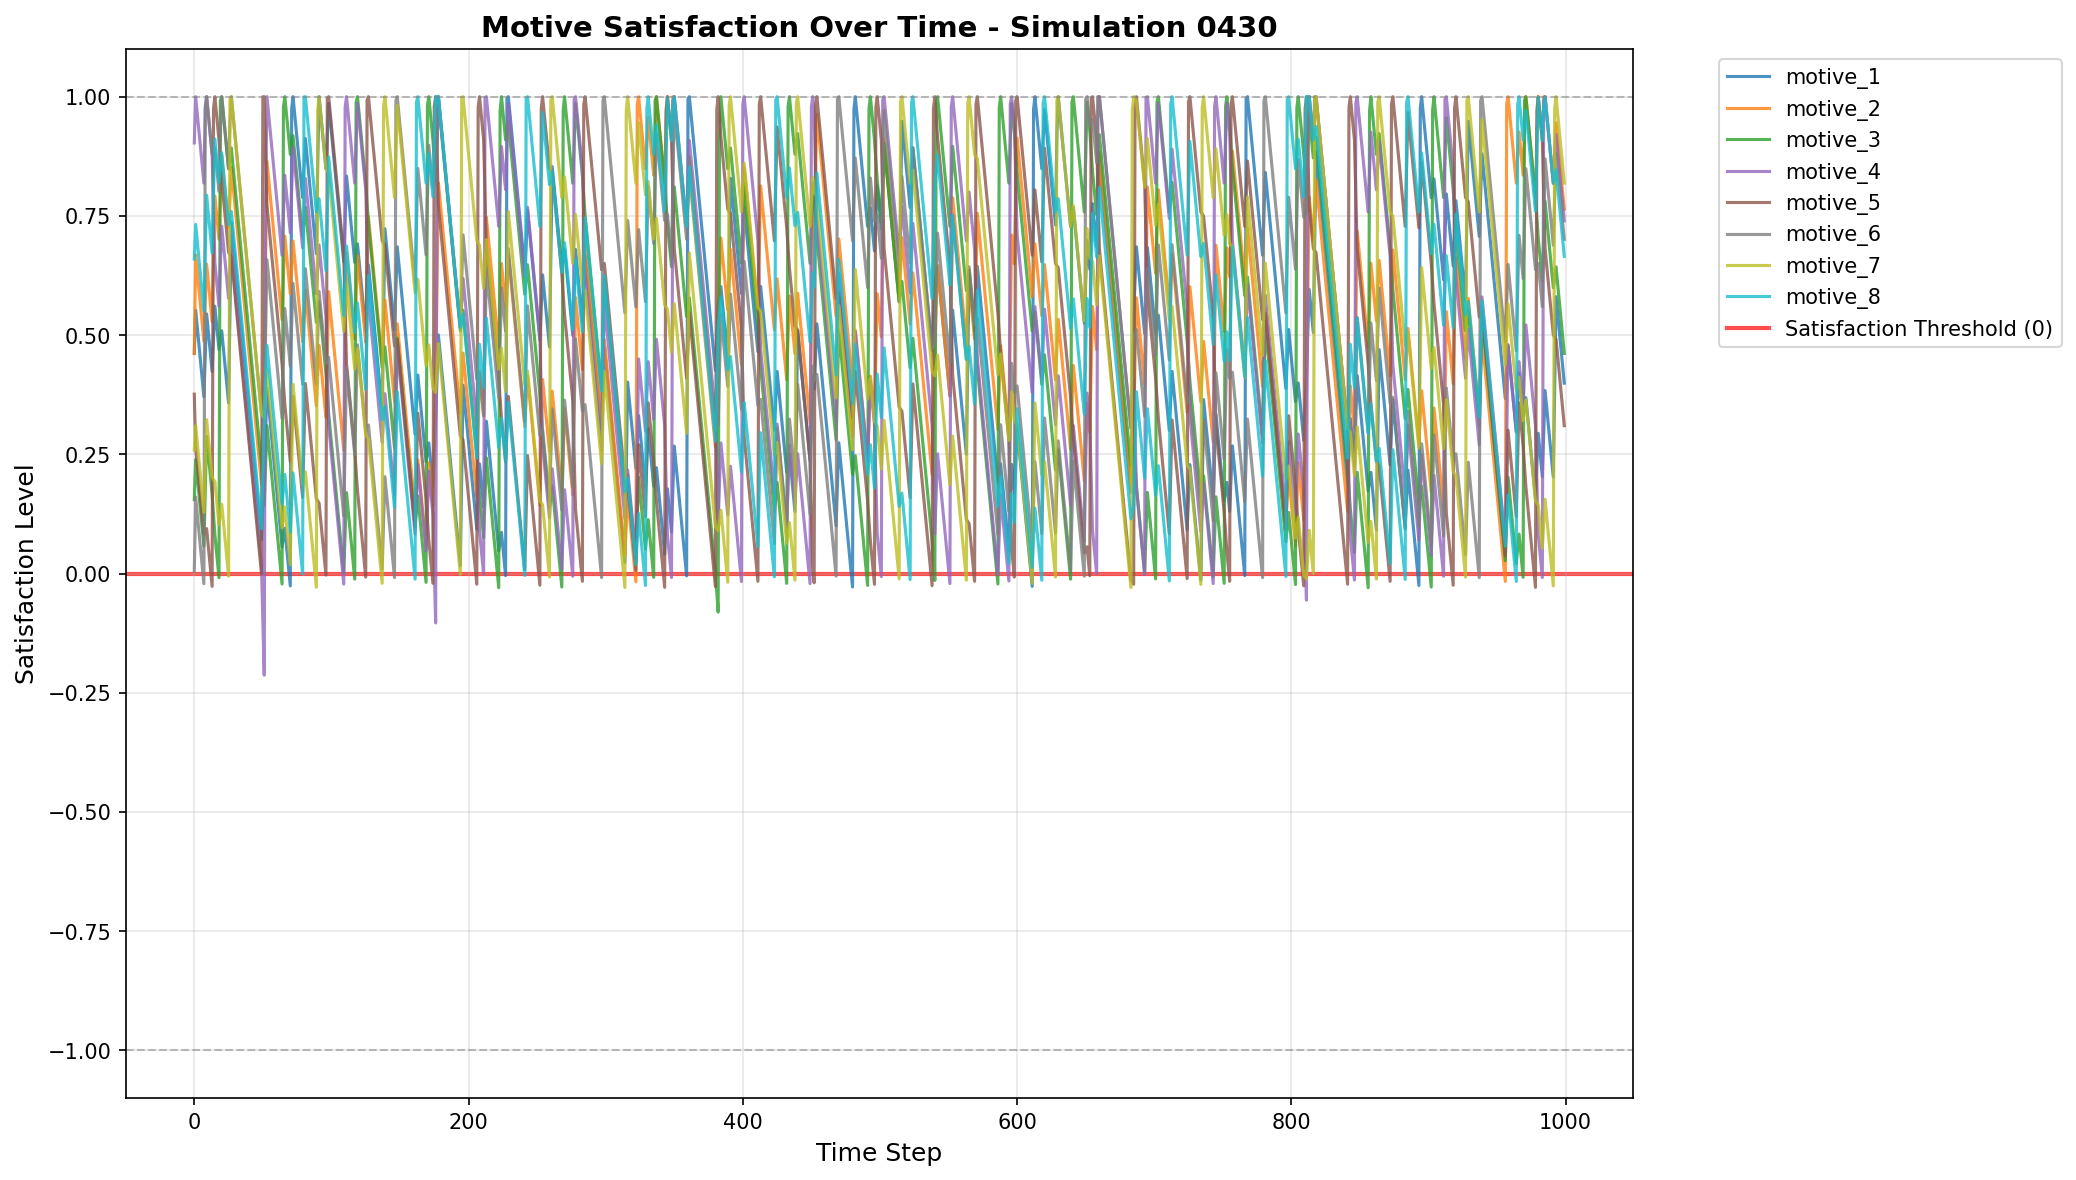 Motive Satisfaction Over Time - Simulation 0430
1.00
0.75
0.50
0.25
0.00
−0.25
−0.50
−0.75
−1.00
Satisfaction Level
0
200
400
600
800
1000
Time Step
motive_1
motive_2
motive_3
motive_4
motive_5
motive_6
motive_7
motive_8
Satisfaction Threshold (0)